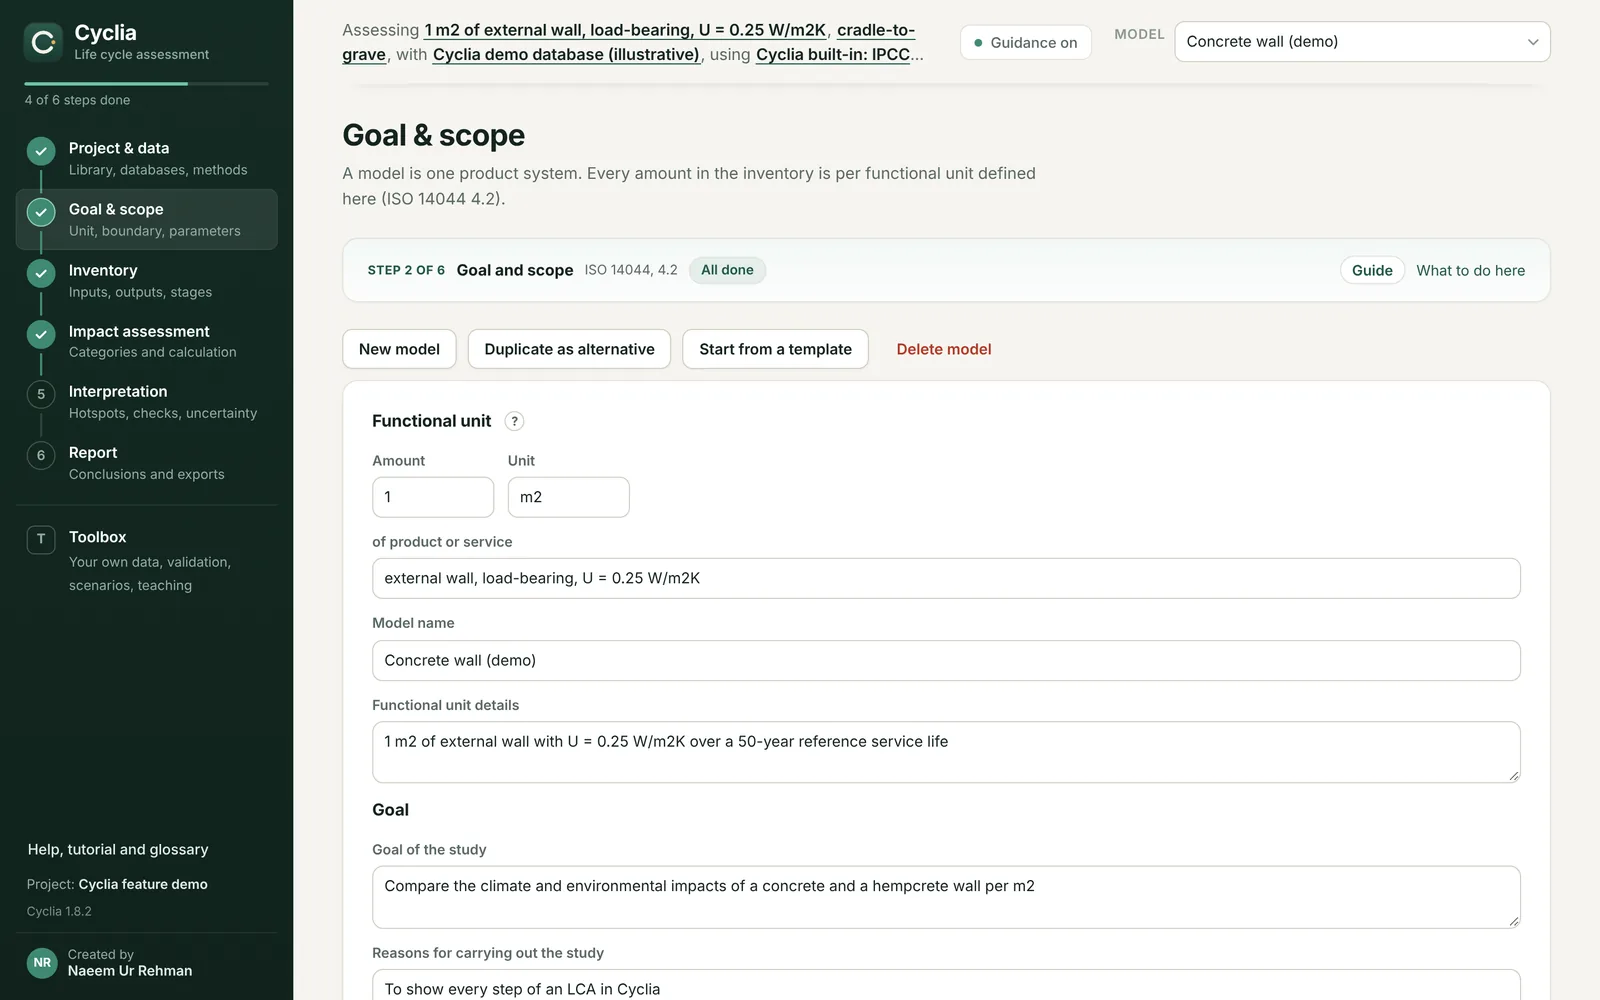 Cyclia
Life cycle assessment
4 of 6 steps done
Project & data
Library, databases, methods
Goal & scope
Unit, boundary, parameters
Inventory
Inputs, outputs, stages
Impact assessment
Categories and calculation
5
Interpretation
Hotspots, checks, uncertainty
6
Report
Conclusions and exports
T
Toolbox
Your own data, validation,
scenarios, teaching
Help, tutorial and glossary
Project: Cyclia feature demo
Cyclia 1.8.2
NR
Created by
Naeem Ur Rehman
Assessing 1 m2 of external wall, load-bearing, U = 0.25 W/m2K, cradle-to-
grave, with Cyclia demo database (illustrative), using Cyclia built-in: IPCC...
Guidance on
MODEL
Concrete wall (demo)
Goal & scope
A model is one product system. Every amount in the inventory is per functional unit defined
here (ISO 14044 4.2).
STEP 2 OF 6 Goal and scope ISO 14044, 4.2 All done
Guide
What to do here
New model
Duplicate as alternative
Start from a template
Delete model
Functional unit ?
Amount
Unit
1
m2
of product or service
external wall, load-bearing, U = 0.25 W/m2K
Model name
Concrete wall (demo)
Functional unit details
1 m2 of external wall with U = 0.25 W/m2K over a 50-year reference service life
Goal
Goal of the study
Compare the climate and environmental impacts of a concrete and a hempcrete wall per m2
Reasons for carrying out the study
To show every step of an LCA in Cyclia